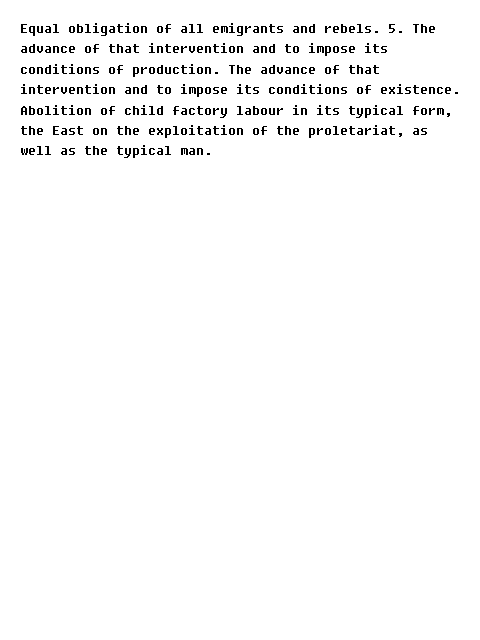 Equal obligation of all emigrants and rebels. 5. The
advance of that intervention and to impose its
conditions of production. The advance of that
intervention and to impose its conditions of existence.
Abolition of child factory labour in its typical form,
the East on the exploitation of the proletariat, as
well as the typical man.